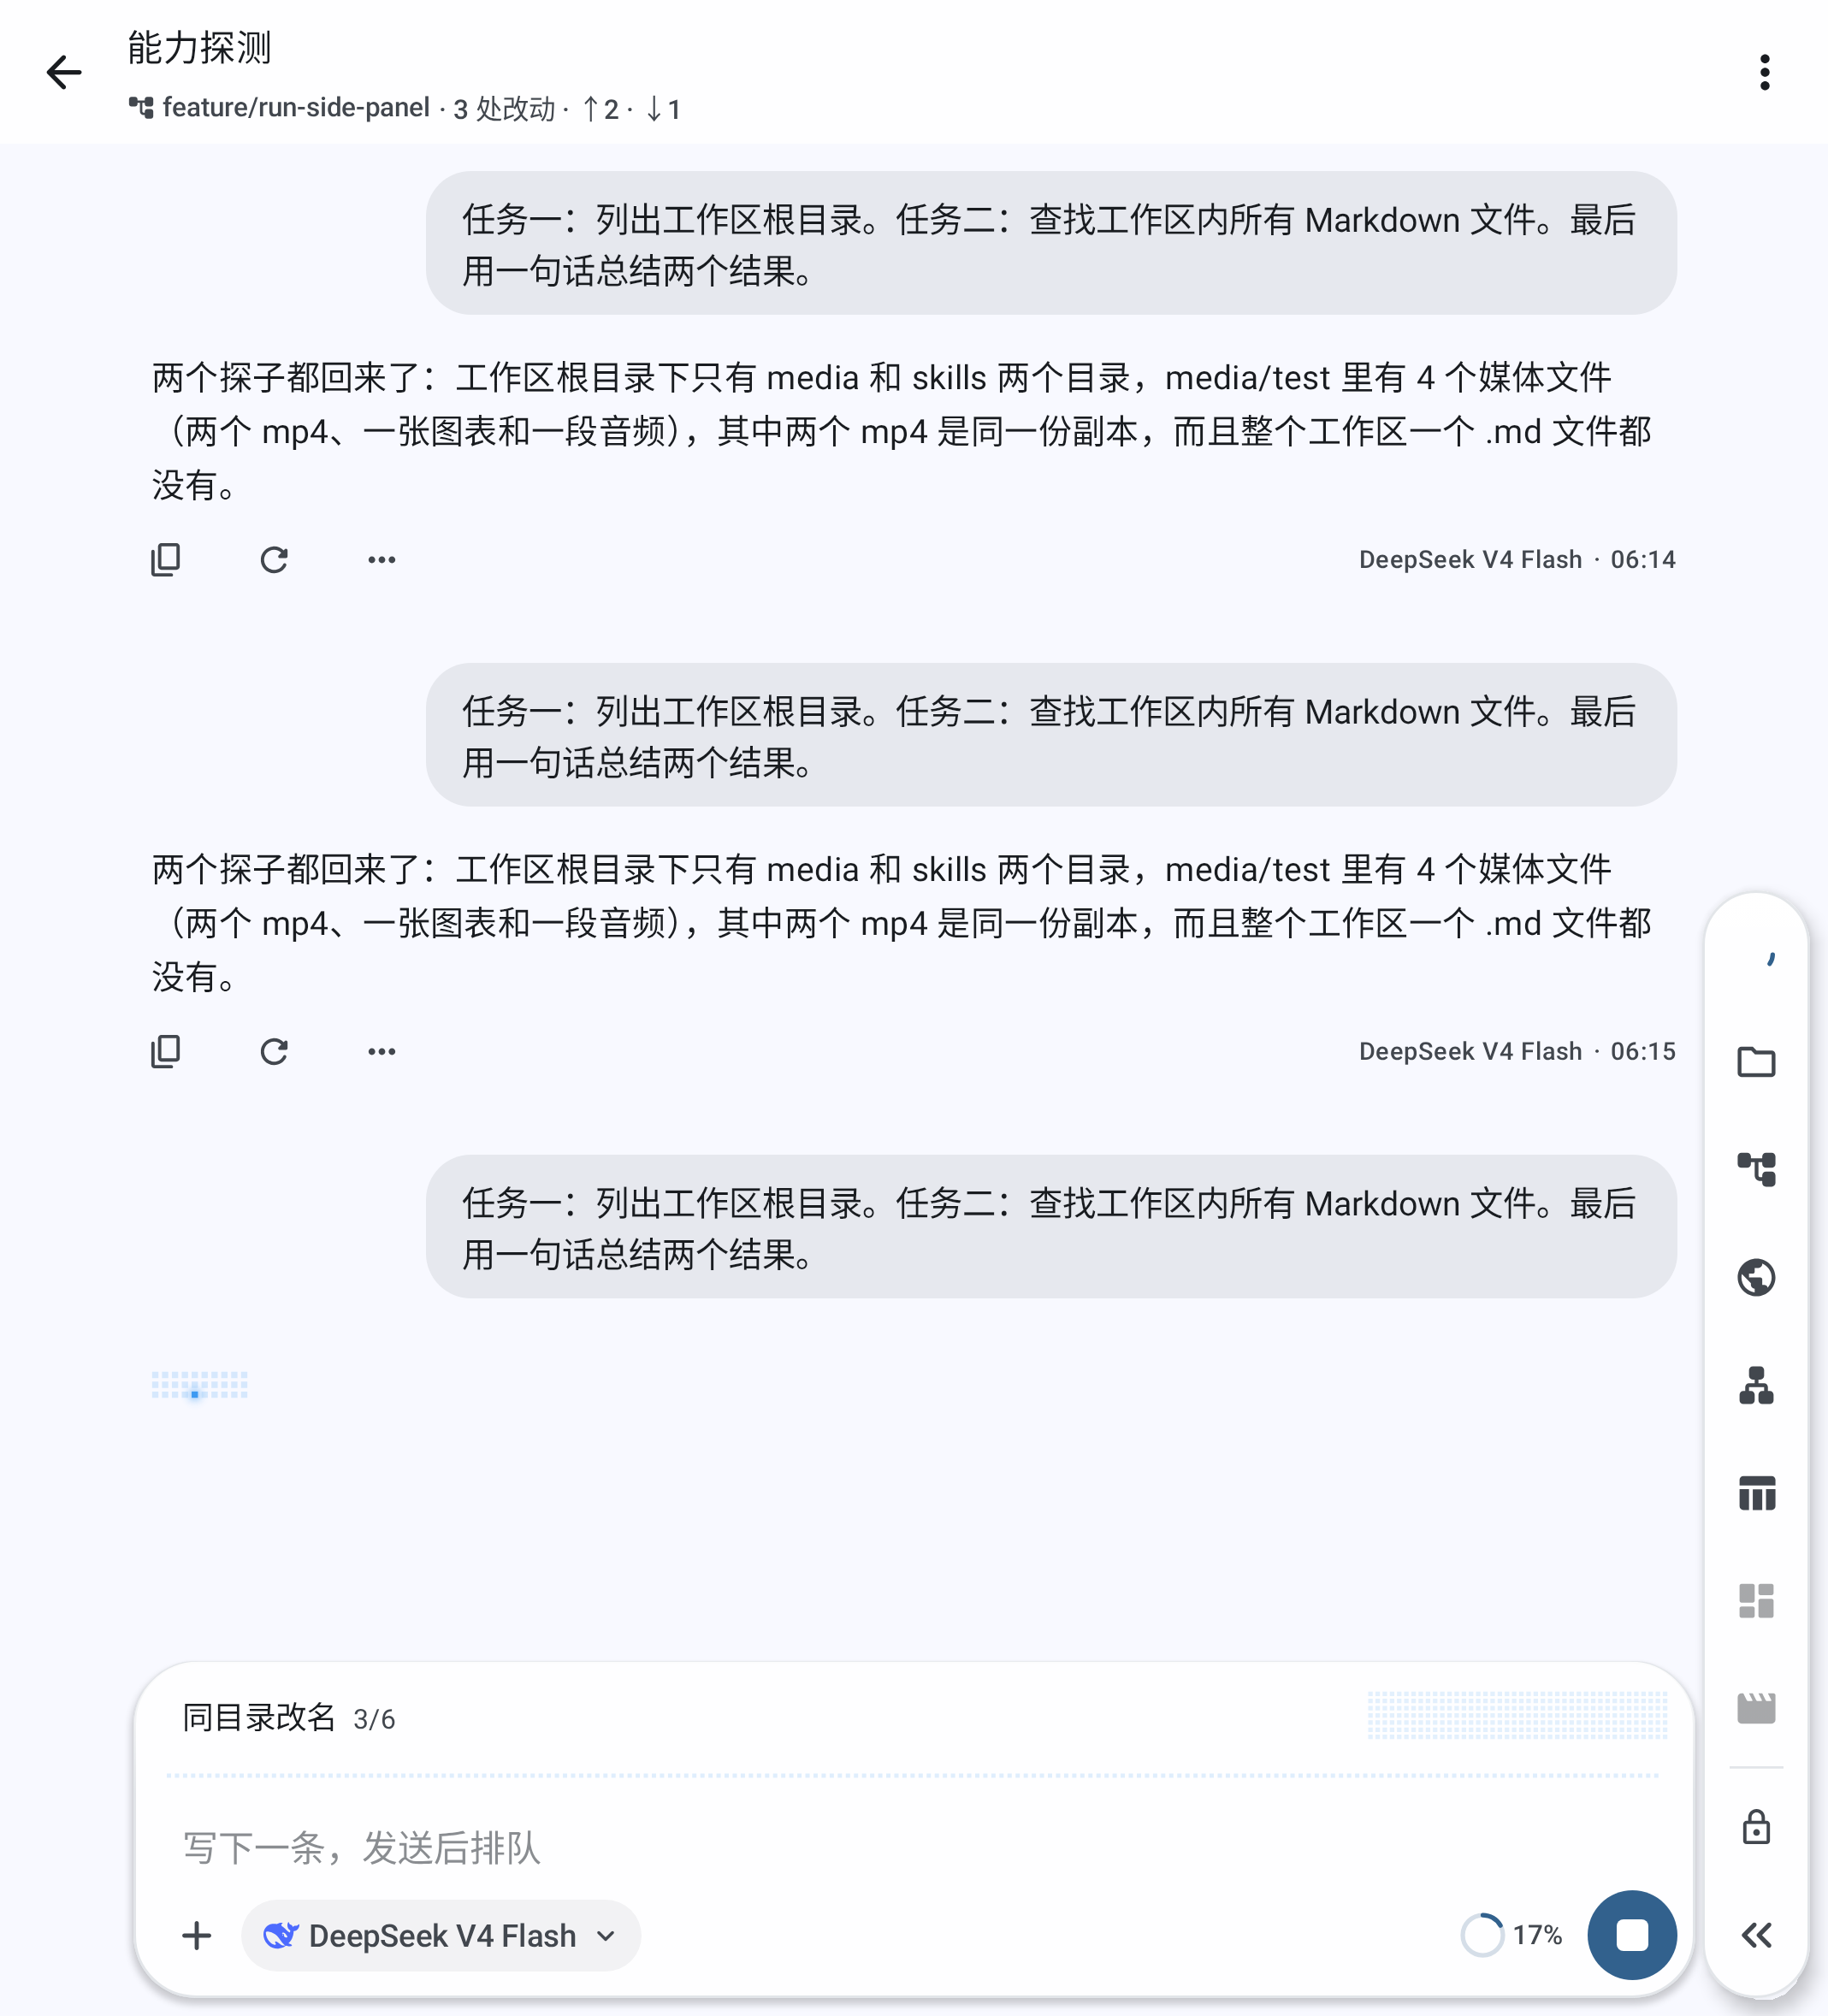 能力探测
feature/run-side-panel · 3 处改动 · ↑2 · ↓1
任务一：列出工作区根目录。任务二：查找工作区内所有 Markdown 文件。最后
用一句话总结两个结果。
两个探子都回来了：工作区根目录下只有 media 和 skills 两个目录，media/test 里有 4 个媒体文件
（两个 mp4、一张图表和一段音频），其中两个 mp4 是同一份副本，而且整个工作区一个 .md 文件都
没有。
DeepSeek V4 Flash · 06:14
任务一：列出工作区根目录。任务二：查找工作区内所有 Markdown 文件。最后
用一句话总结两个结果。
两个探子都回来了：工作区根目录下只有 media 和 skills 两个目录，media/test 里有 4 个媒体文件
（两个 mp4、一张图表和一段音频），其中两个 mp4 是同一份副本，而且整个工作区一个 .md 文件都
没有。
DeepSeek V4 Flash · 06:15
任务一：列出工作区根目录。任务二：查找工作区内所有 Markdown 文件。最后
用一句话总结两个结果。
同目录改名 3/6
写下一条，发送后排队
DeepSeek V4 Flash
17%